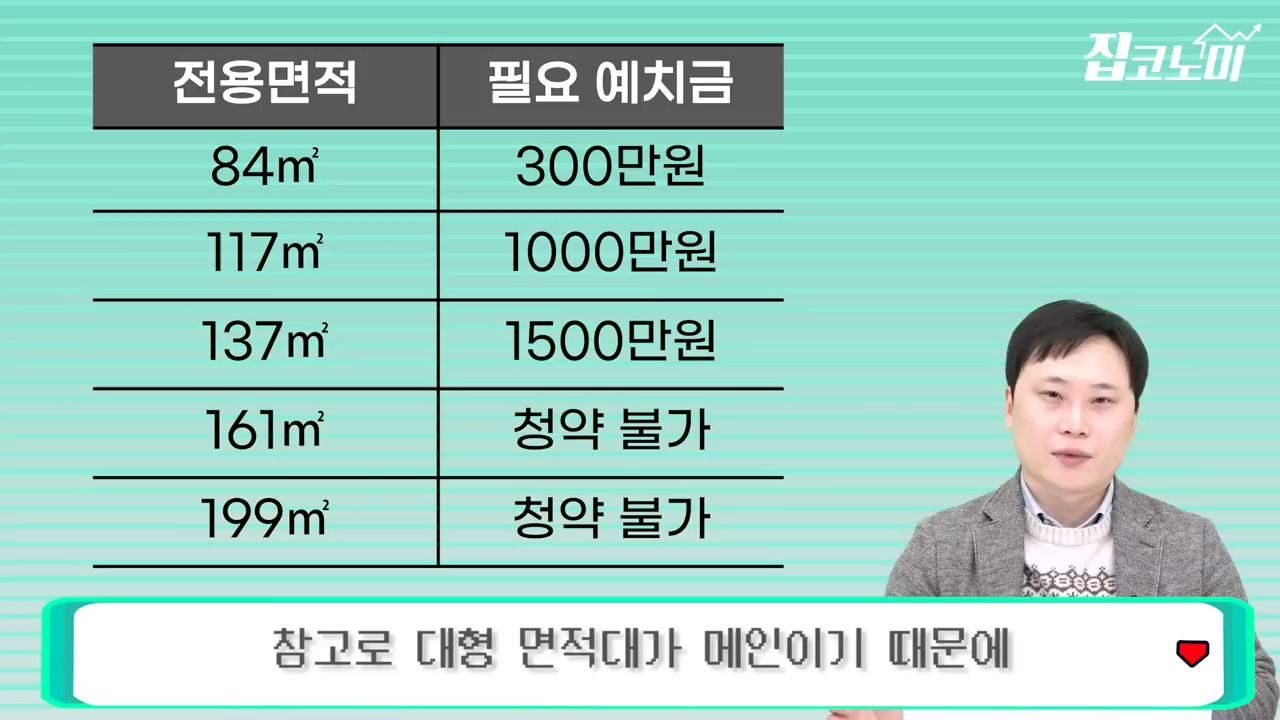 집코노미
전용면적 필요 예치금
84㎡ 300만원
117㎡ 1000만원
137㎡ 1500만원
161㎡ 청약 불가
199㎡ 청약 불가
참고로 대형 면적대가 메인이기 때문에